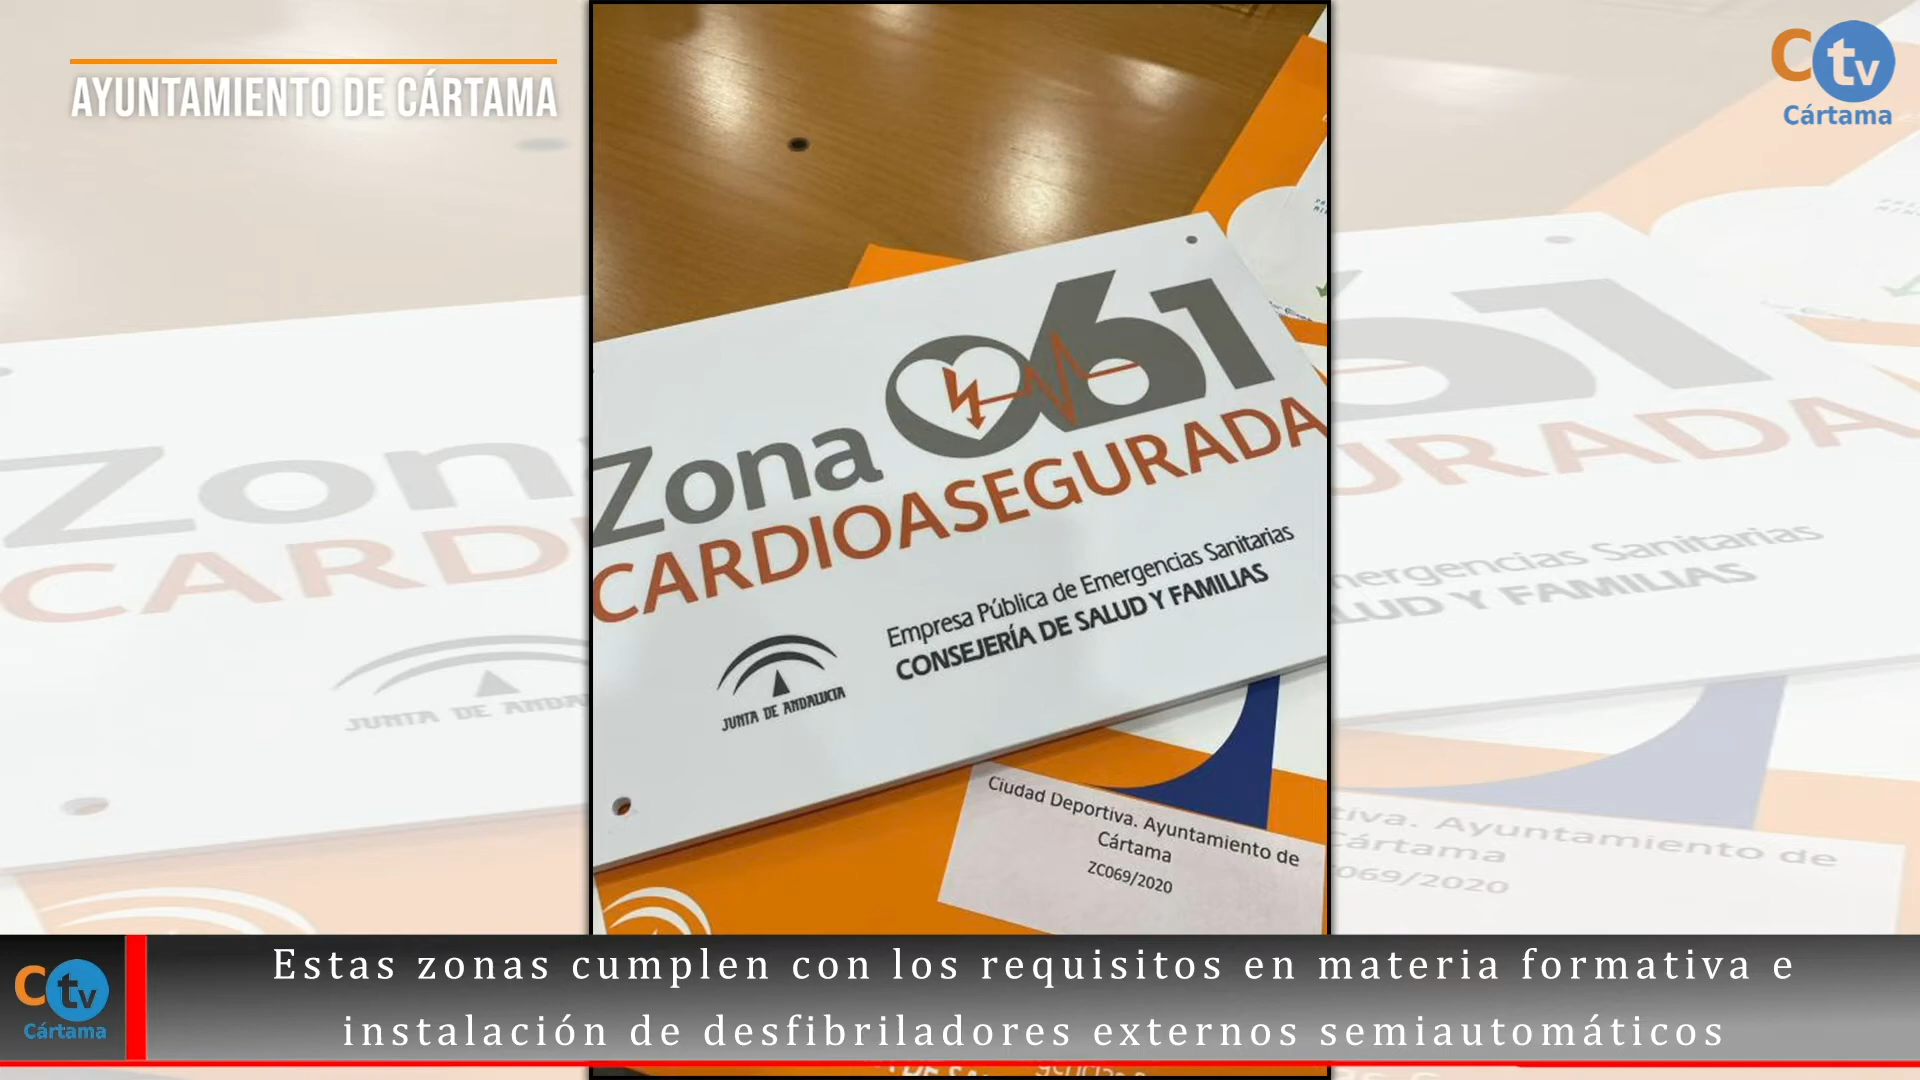 AYUNTAMIENTO DE CÁRTAMA
Ctv
Cártama
Zona 061
CARDIOASEGURADA
Empresa Pública de Emergencias Sanitarias
CONSEJERÍA DE SALUD Y FAMILIAS
JUNTA DE ANDALUCIA
Ciudad Deportiva. Ayuntamiento de
Cártama
ZC069/2020
Ctv
Cártama
Estas zonas cumplen con los requisitos en materia formativa e
instalación de desfibriladores externos semiautomáticos